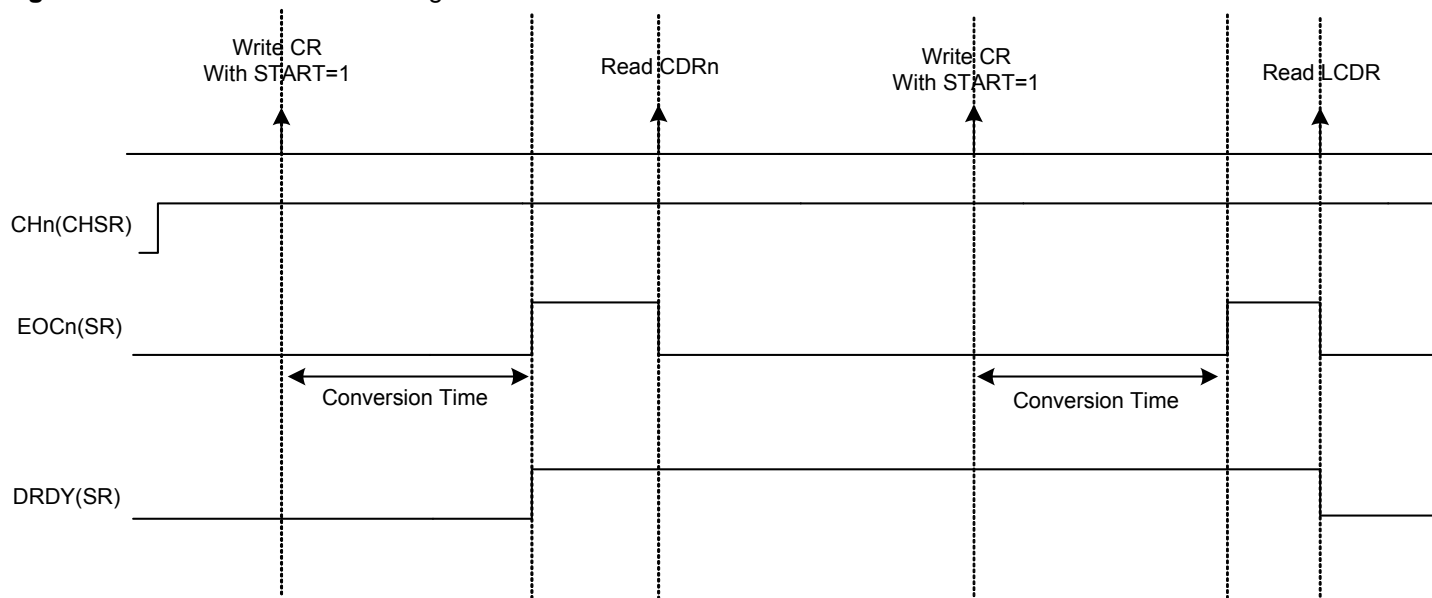 Write CR
With START=1
Read CDRn
Write CR
With START=1
Read LCDR
CHn(CHSR)
EOCn(SR)
Conversion Time
Conversion Time
DRDY(SR)